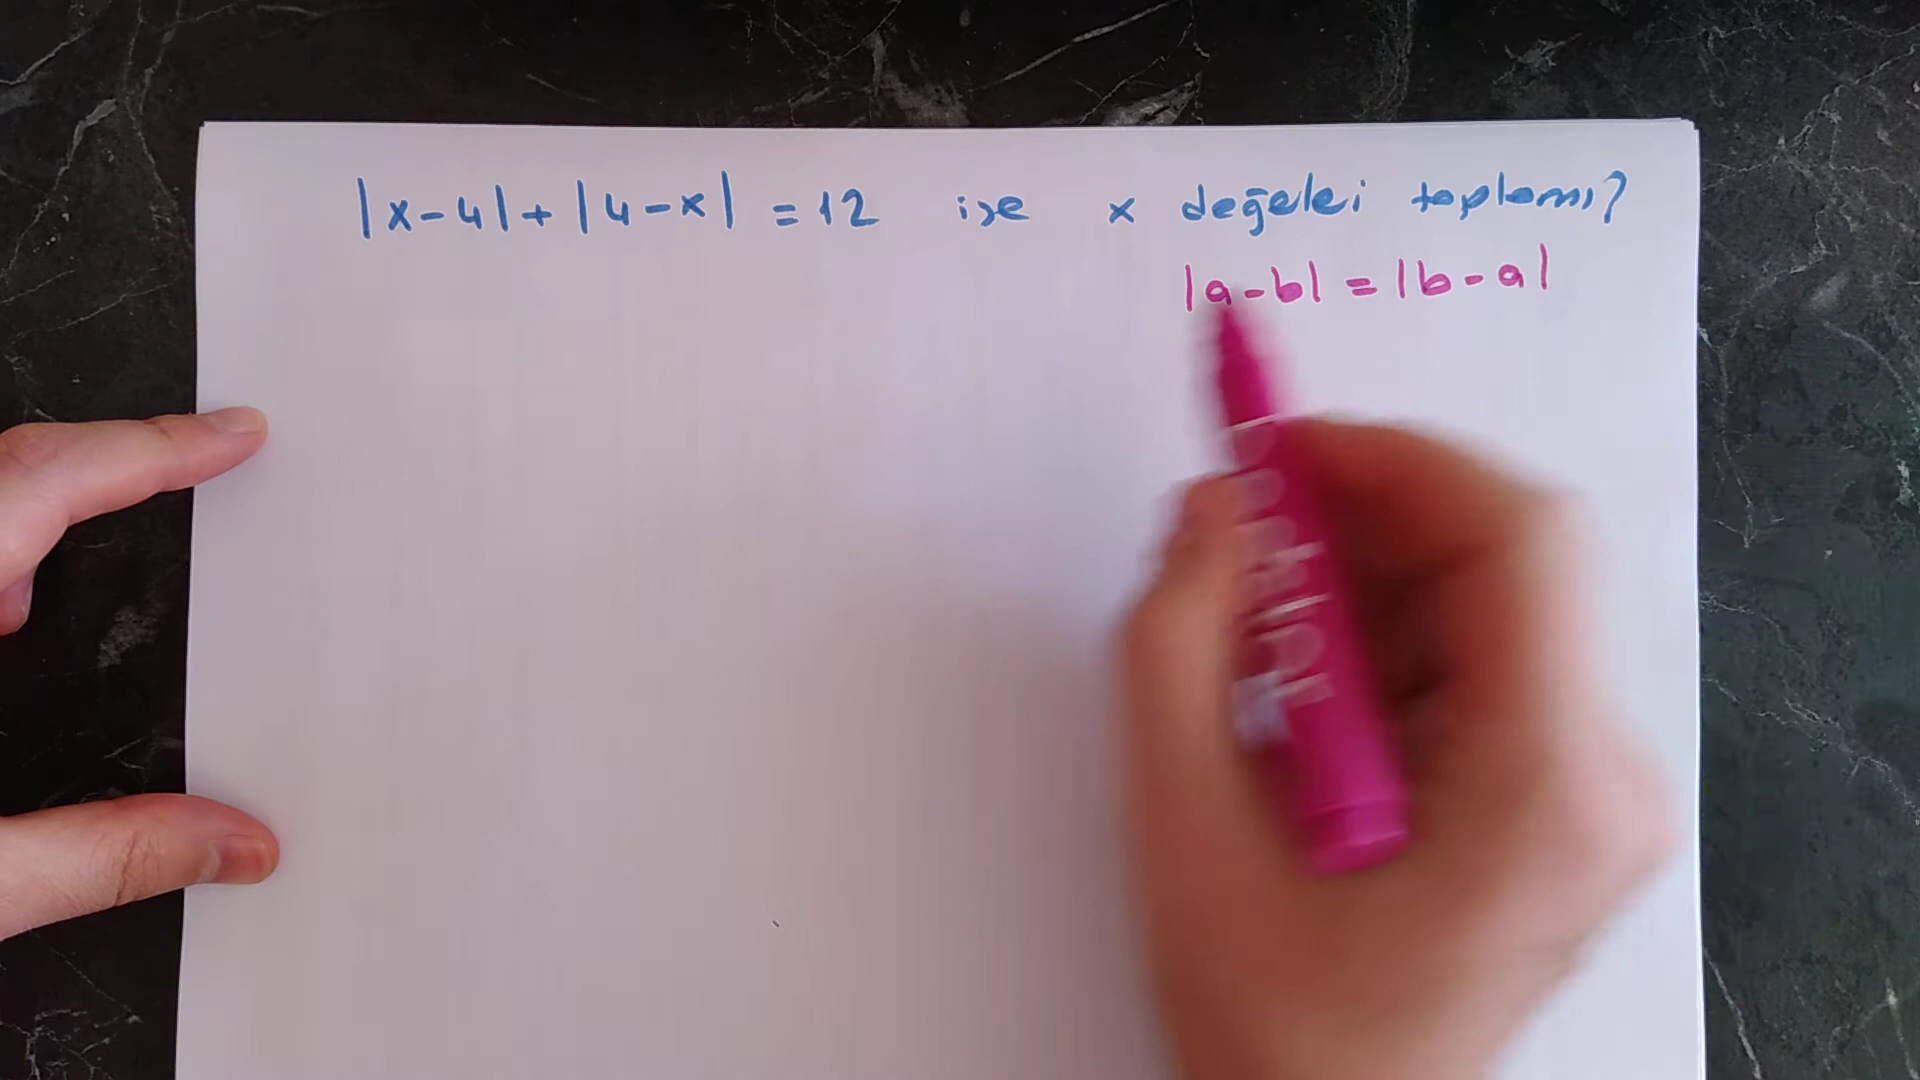 |x-4|+|4-x| = 12 ise x değeleri toplamı?
|a-b| = |b-a|